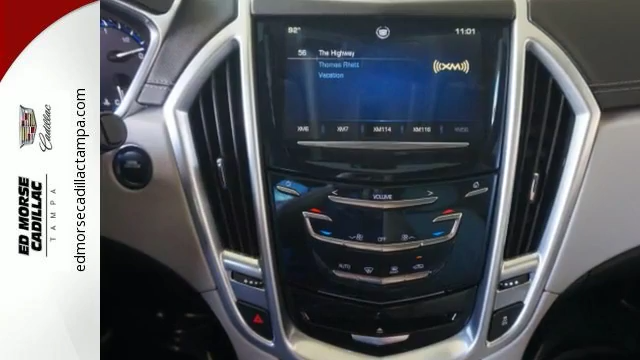 82° 11:01
56 The Highway
Thomas Rhett
Vacation
((XM))
XM6 XM7 XM114 XM116
VOLUME
OFF
AUTO
Cadillac
ED MORSE
CADILLAC
TAMPA
edmorsecadillactampa.com